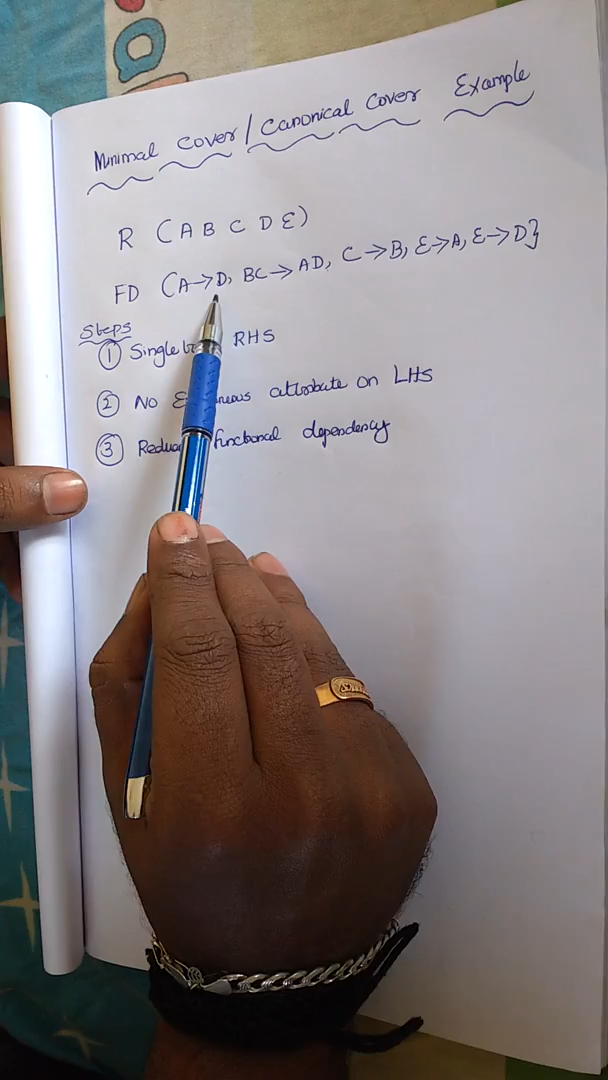 Minimal Cover / Canonical Cover Example
R (A B C D E)
FD (A→D, BC→AD, C→B, E→A, E→D}
Steps
① Single RHS
② No attribute on LHS
③ functional dependency